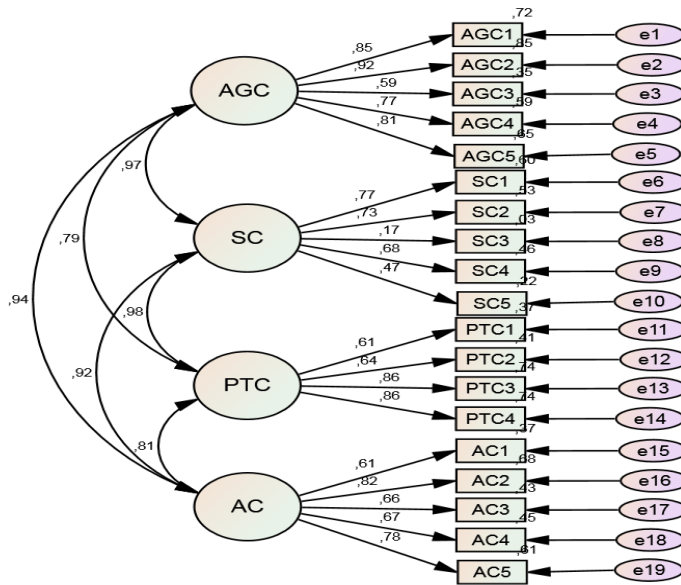 ,72
AGC1
e1
,85
,85
AGC2
e2
,92
,35
AGC3
e3
,59
,59
AGC
AGC4
e4
,77
,65
AGC5
e5
,81
,60
SC1
e6
,97
,53
SC2
e7
,77
,03
,73
SC
SC3
e8
,79
,17
,46
SC4
e9
,68
,22
,47
SC5
e10
,94
,37
,98
PTC1
e11
,41
,61
PTC2
e12
,64
,74
,92
PTC
PTC3
e13
,86
,74
,86
PTC4
e14
,37
,81
AC1
e15
,61
,68
AC2
e16
,82
,43
AC
AC3
e17
,66
,45
,67
AC4
e18
,61
,78
AC5
e19